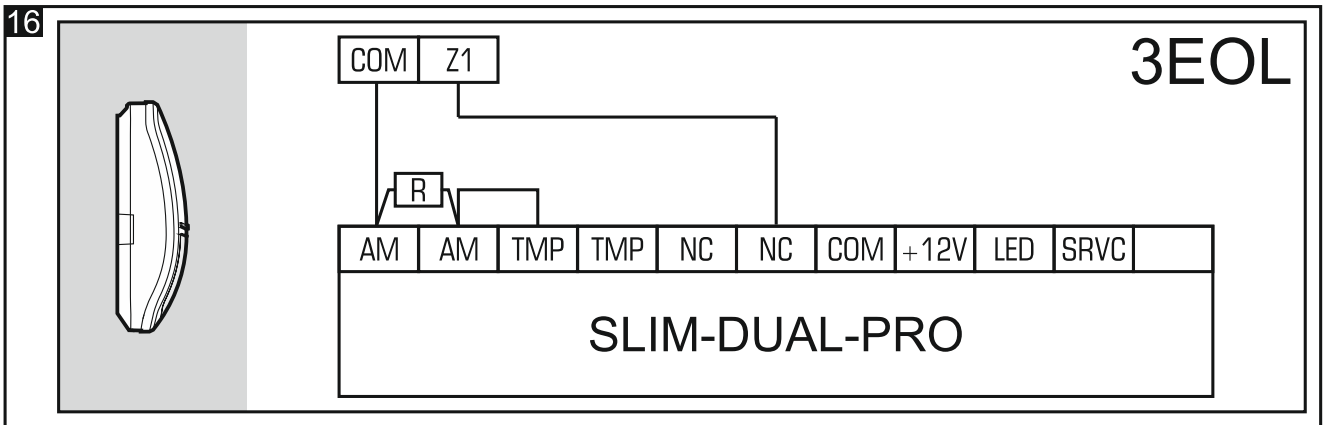 16
3EOL
COM Z1
R
AM AM TMP TMP NC NC COM +12V LED SRVC
SLIM-DUAL-PRO